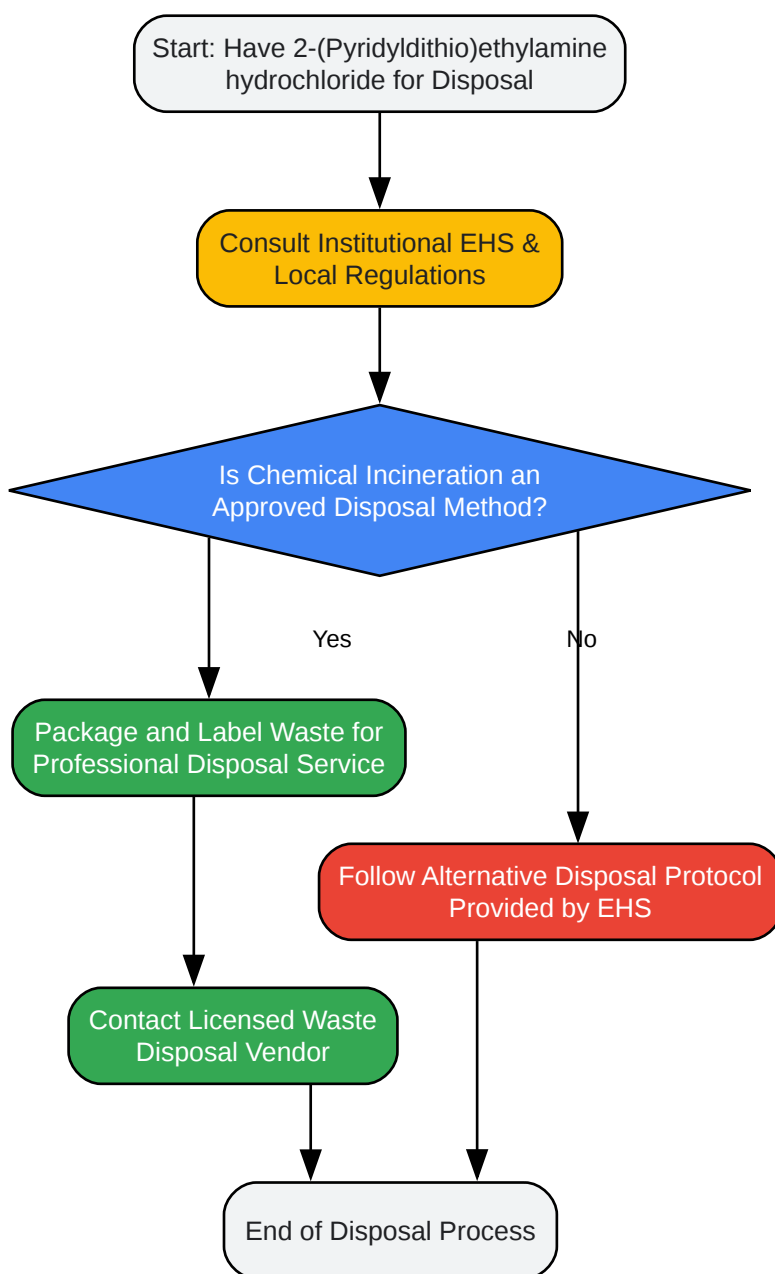 Start: Have 2-(Pyridyldithio)ethylamine
hydrochloride for Disposal
Consult Institutional EHS &
Local Regulations
Is Chemical Incineration an
Approved Disposal Method?
Yes
No
Package and Label Waste for
Professional Disposal Service
Follow Alternative Disposal Protocol
Provided by EHS
Contact Licensed Waste
Disposal Vendor
End of Disposal Process